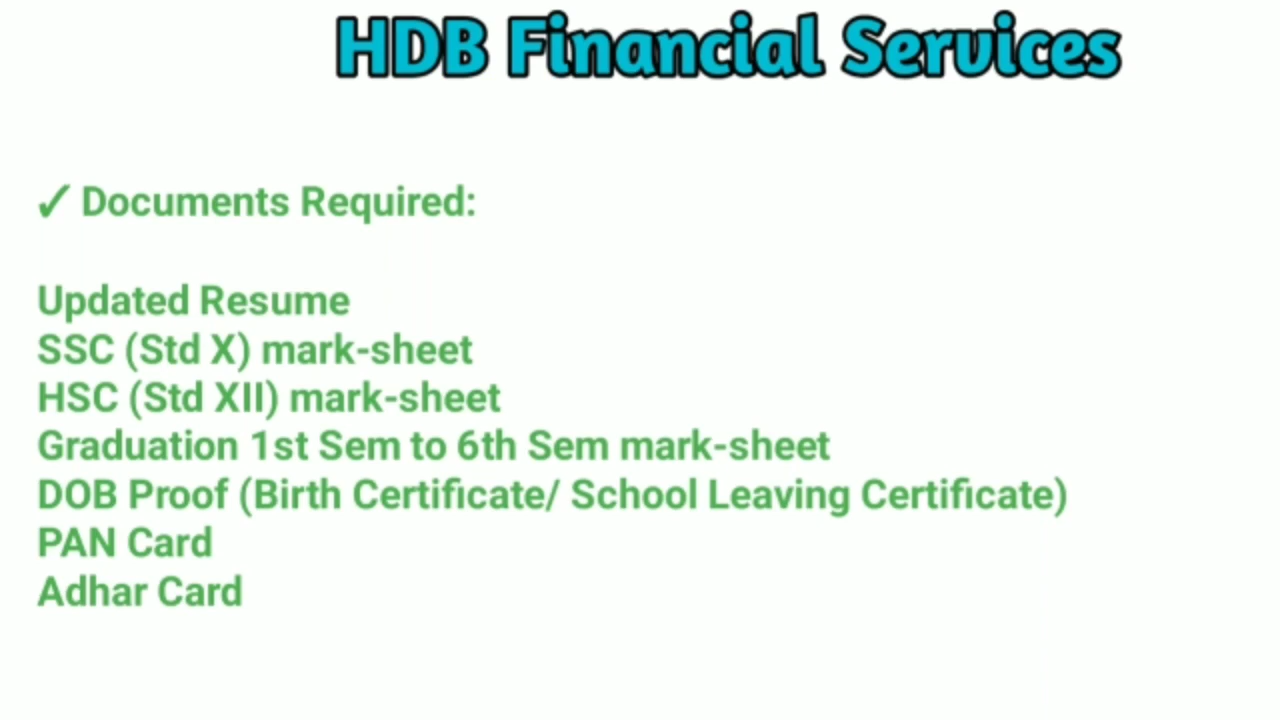 HDB Financial Services
✓ Documents Required:
Updated Resume
SSC (Std X) mark-sheet
HSC (Std XII) mark-sheet
Graduation 1st Sem to 6th Sem mark-sheet
DOB Proof (Birth Certificate/ School Leaving Certificate)
PAN Card
Adhar Card